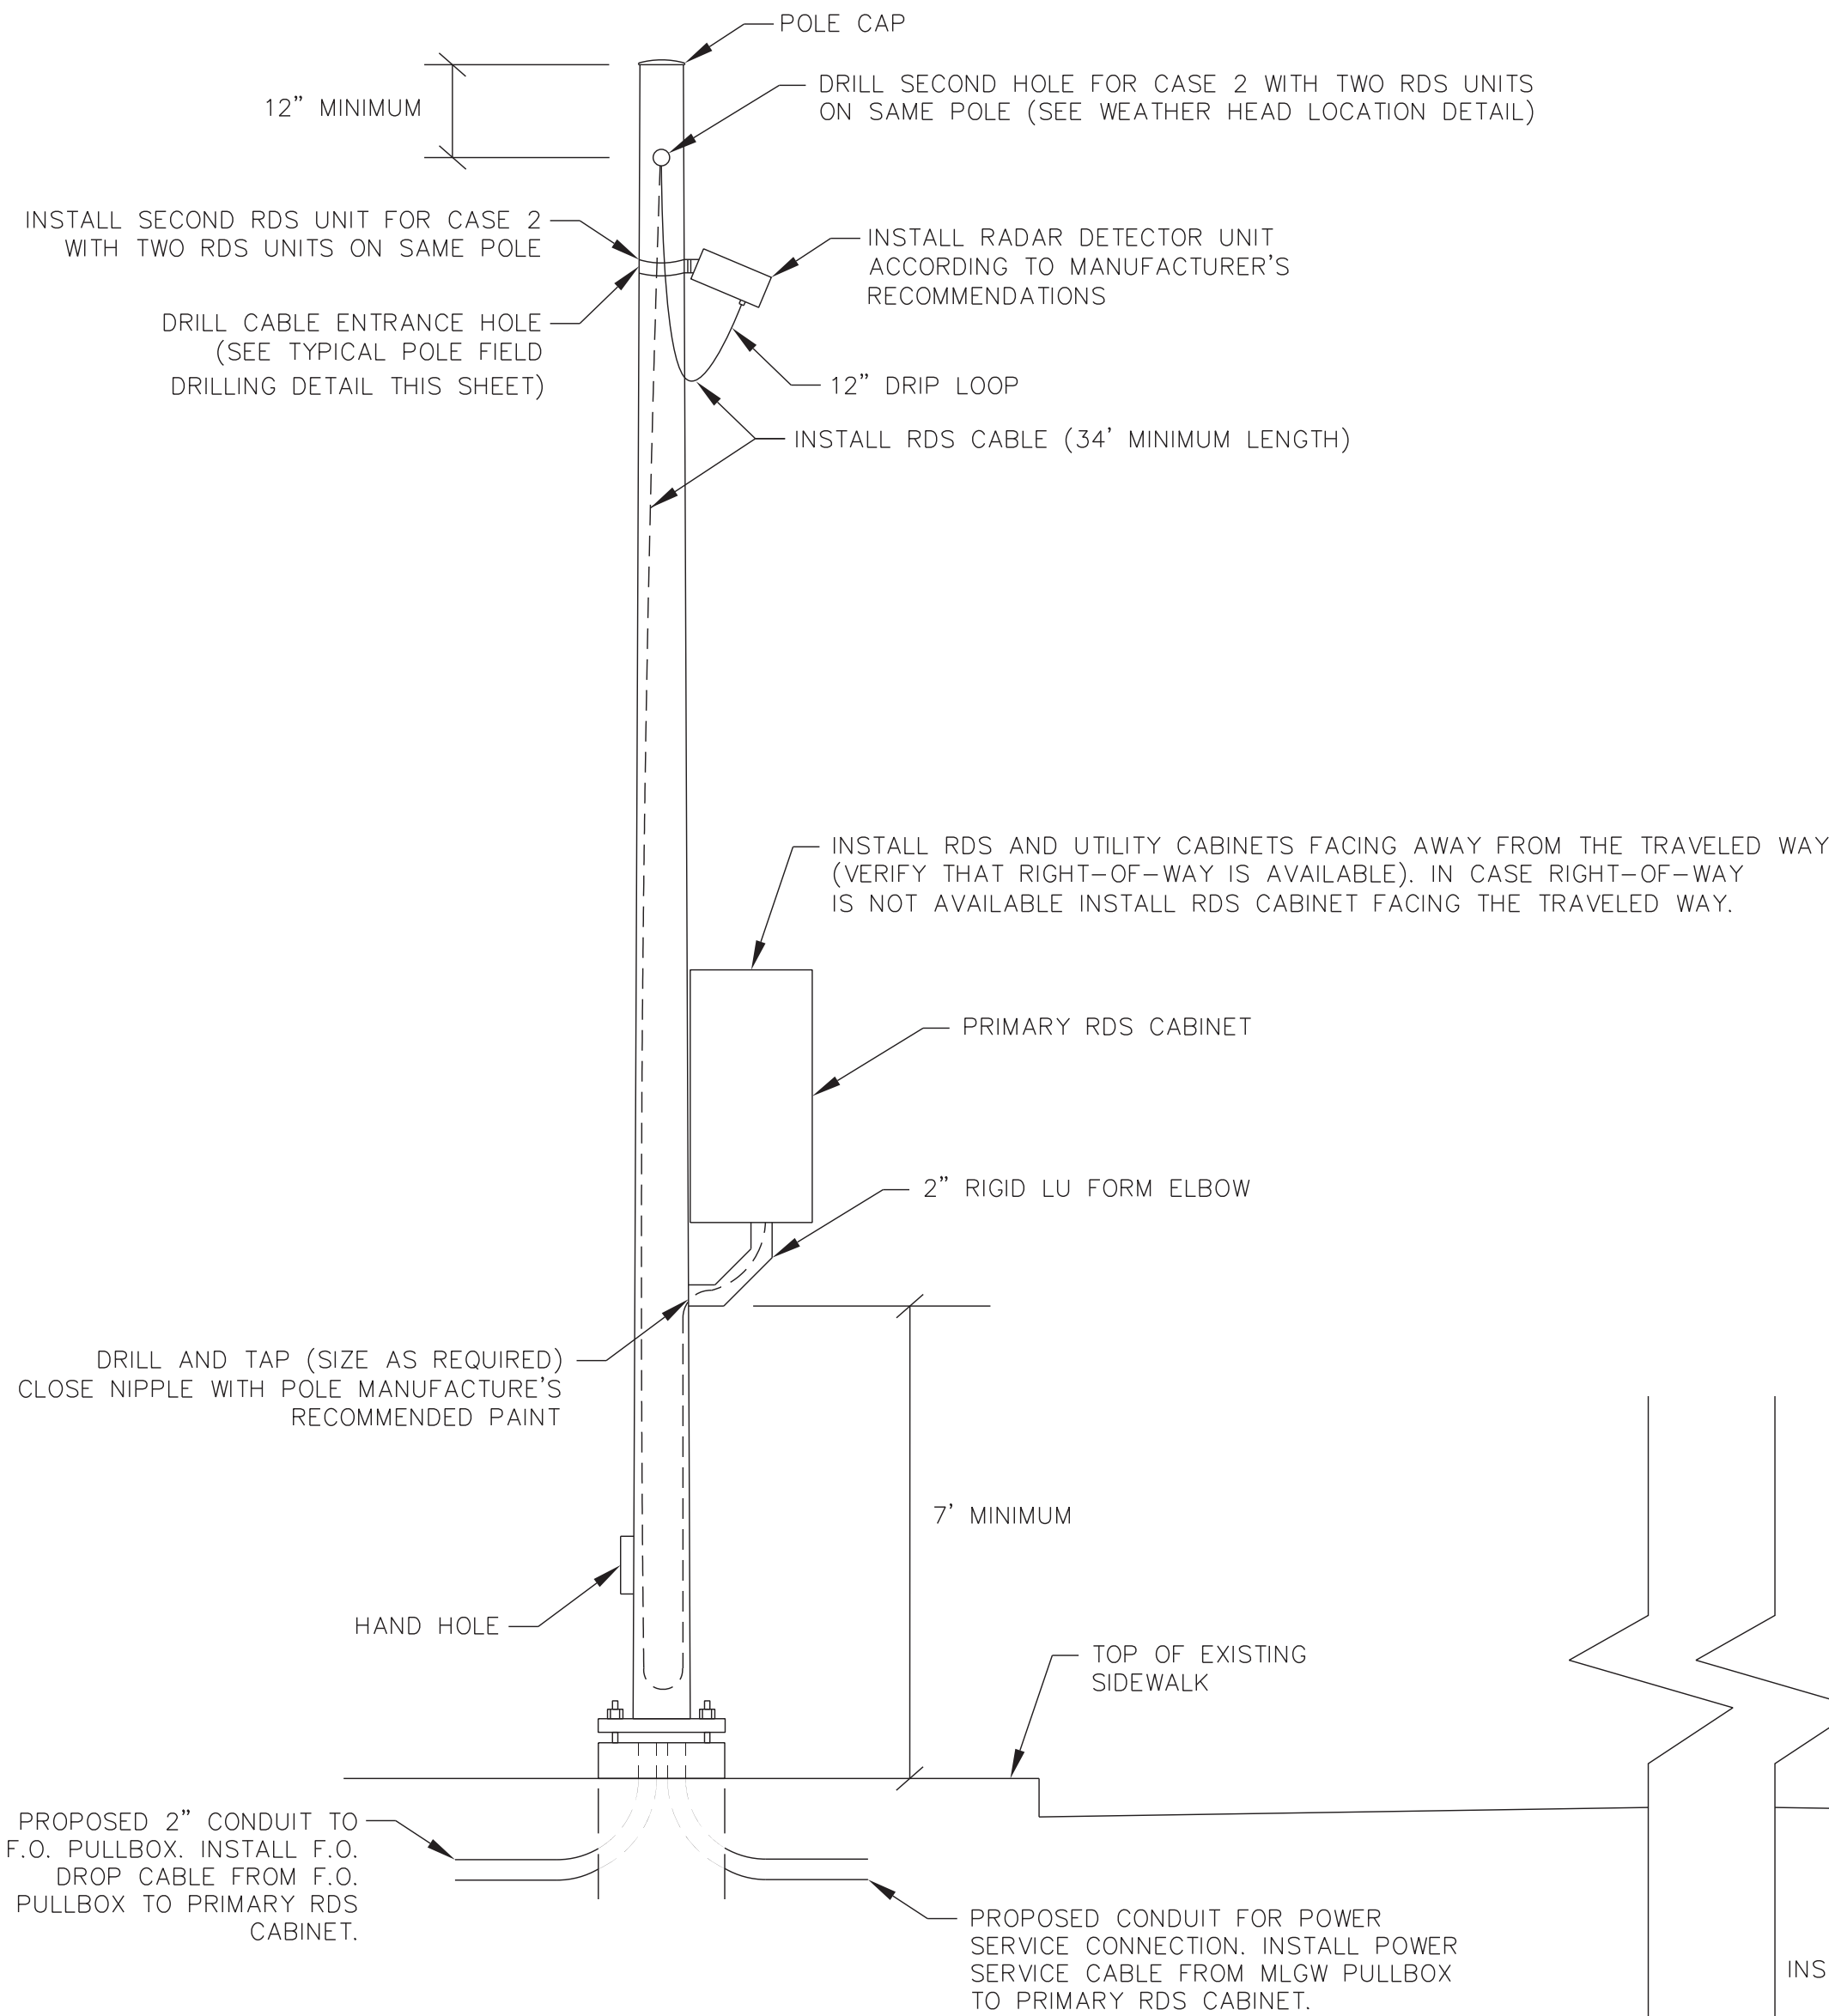 POLE CAP
DRILL SECOND HOLE FOR CASE 2 WITH TWO RDS UNITS
ON SAME POLE (SEE WEATHER HEAD LOCATION DETAIL)
12" MINIMUM
INSTALL SECOND RDS UNIT FOR CASE 2
WITH TWO RDS UNITS ON SAME POLE
INSTALL RADAR DETECTOR UNIT
ACCORDING TO MANUFACTURER'S
RECOMMENDATIONS
DRILL CABLE ENTRANCE HOLE
(SEE TYPICAL POLE FIELD
DRILLING DETAIL THIS SHEET)
12" DRIP LOOP
INSTALL RDS CABLE (34' MINIMUM LENGTH)
INSTALL RDS AND UTILITY CABINETS FACING AWAY FROM THE TRAVELED WAY
(VERIFY THAT RIGHT-OF-WAY IS AVAILABLE). IN CASE RIGHT-OF-WAY
IS NOT AVAILABLE INSTALL RDS CABINET FACING THE TRAVELED WAY.
PRIMARY RDS CABINET
2" RIGID LU FORM ELBOW
DRILL AND TAP (SIZE AS REQUIRED)
CLOSE NIPPLE WITH POLE MANUFACTURE'S
RECOMMENDED PAINT
7' MINIMUM
HAND HOLE
TOP OF EXISTING
SIDEWALK
PROPOSED 2" CONDUIT TO
F.O. PULLBOX. INSTALL F.O.
DROP CABLE FROM F.O.
PULLBOX TO PRIMARY RDS
CABINET.
PROPOSED CONDUIT FOR POWER
SERVICE CONNECTION. INSTALL POWER
SERVICE CABLE FROM MLGW PULLBOX
TO PRIMARY RDS CABINET.
INS